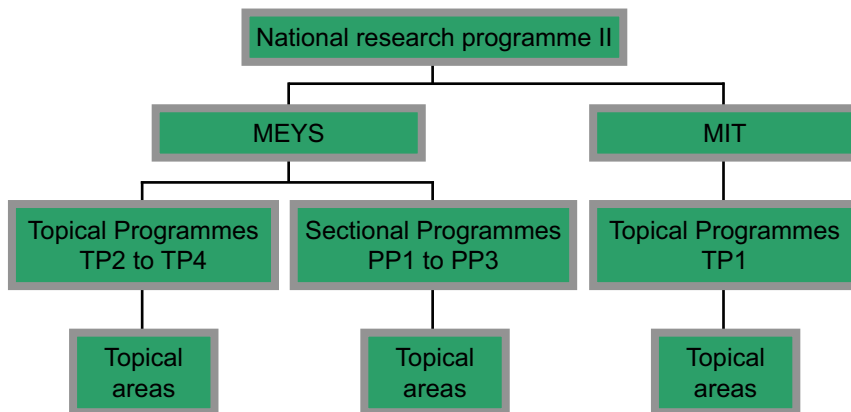 National research programme II
MEYS
MIT
Topical Programmes
TP2 to TP4
Sectional Programmes
PP1 to PP3
Topical Programmes
TP1
Topical
areas
Topical
areas
Topical
areas